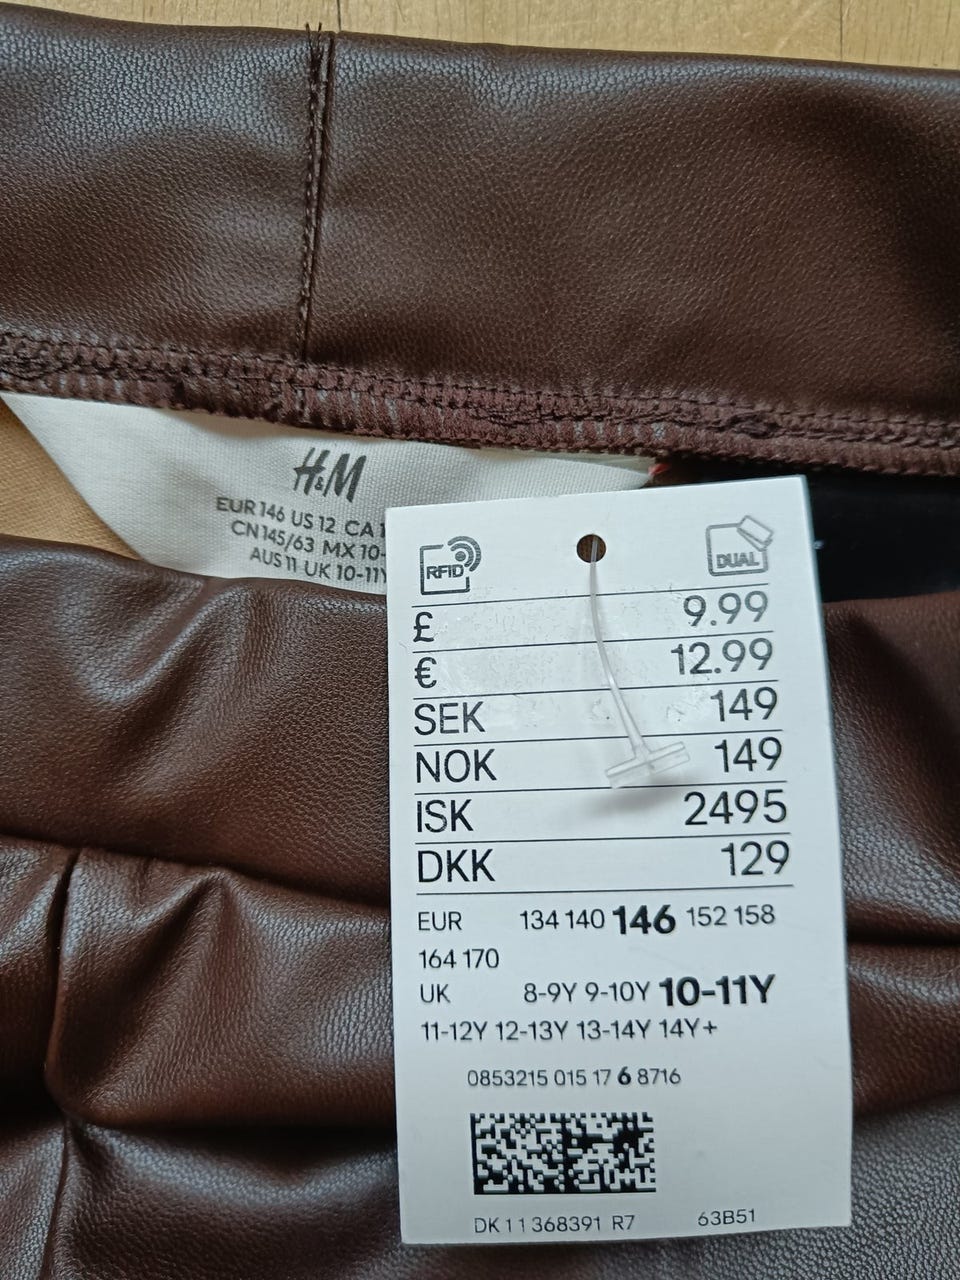 H&M
EUR 146 US 12 CA
CN 145/63 MX 10-
AUS 11 UK 10-11Y
RFID
DUAL
£ 9.99
€ 12.99
SEK 149
NOK 149
ISK 2495
DKK 129
EUR 134 140 146 152 158
164 170
UK 8-9Y 9-10Y 10-11Y
11-12Y 12-13Y 13-14Y 14Y+
0853215 015 17 6 8716
DK 11368391 R7 63B51